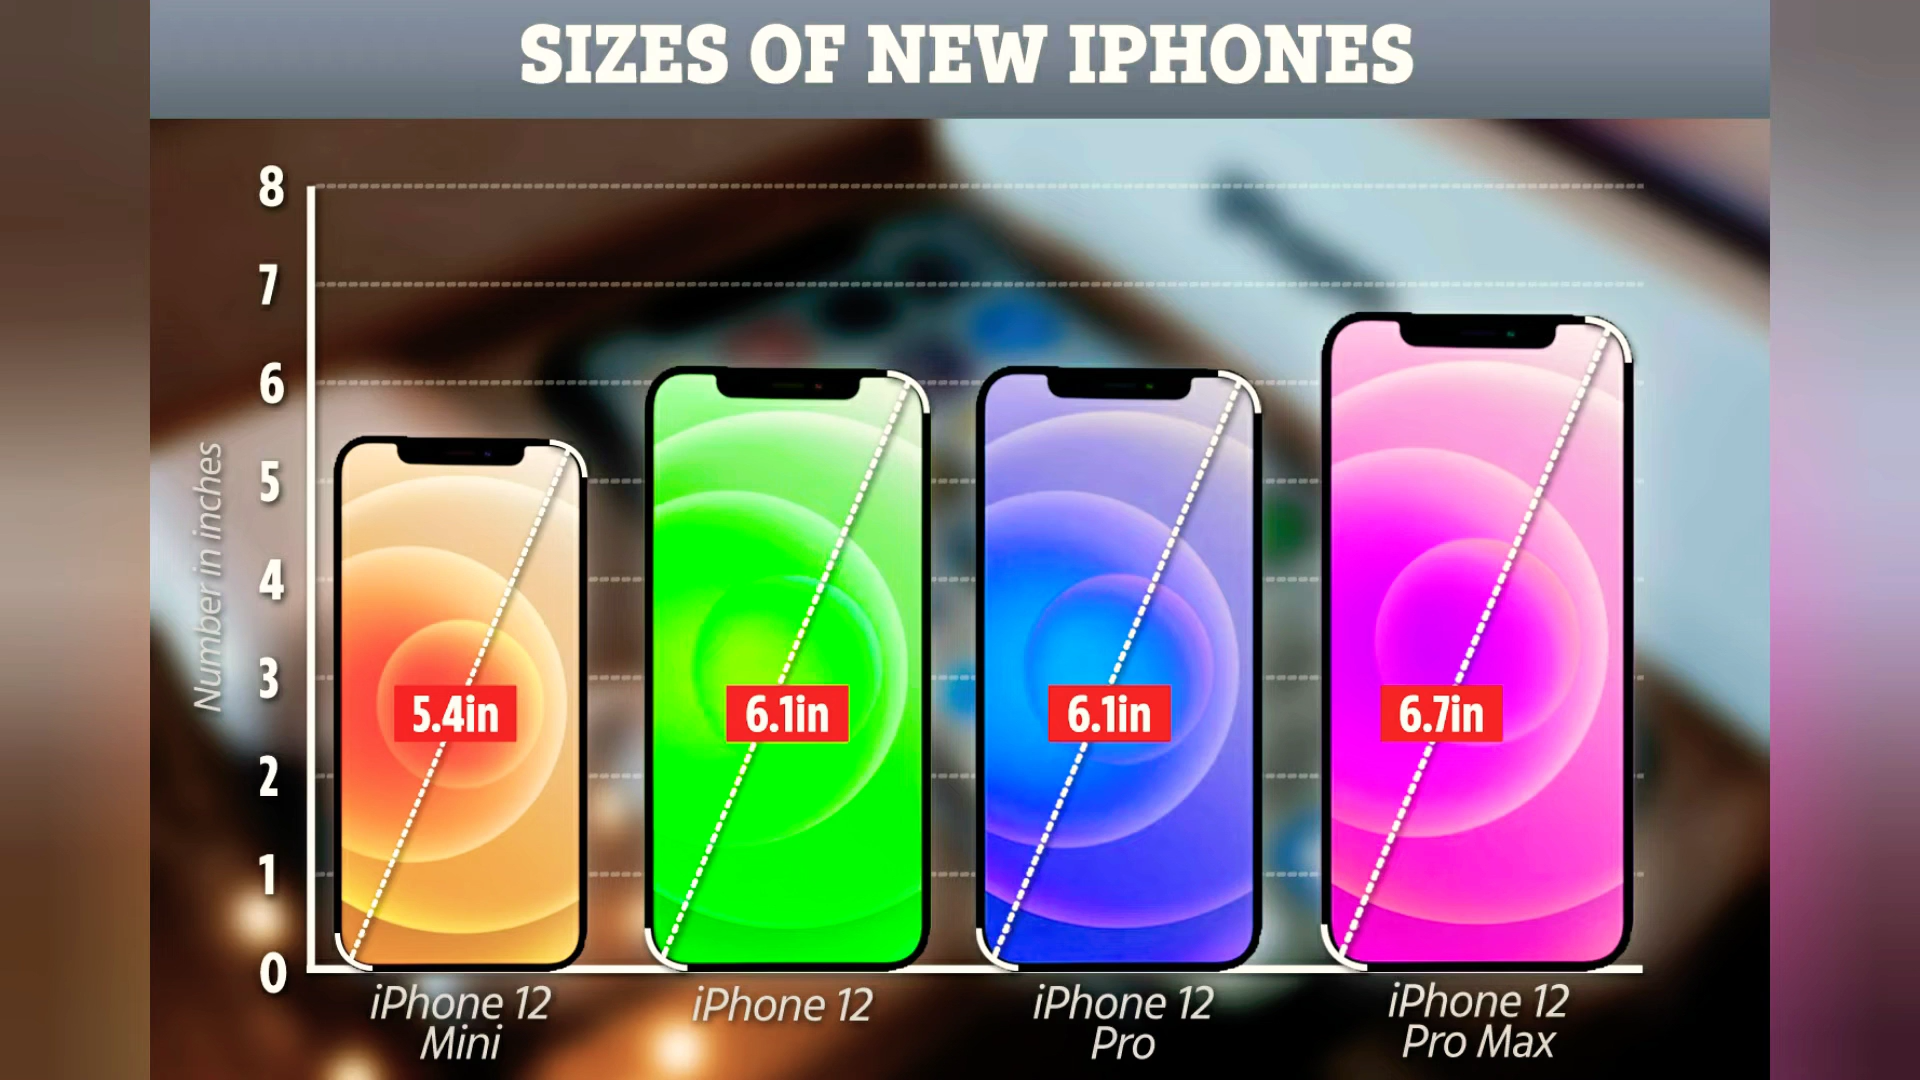 SIZES OF NEW IPHONES
8
7
6
5
4
3
2
1
0
Number in inches
5.4in
6.1in
6.1in
6.7in
iPhone 12
Mini
iPhone 12
iPhone 12
Pro
iPhone 12
Pro Max